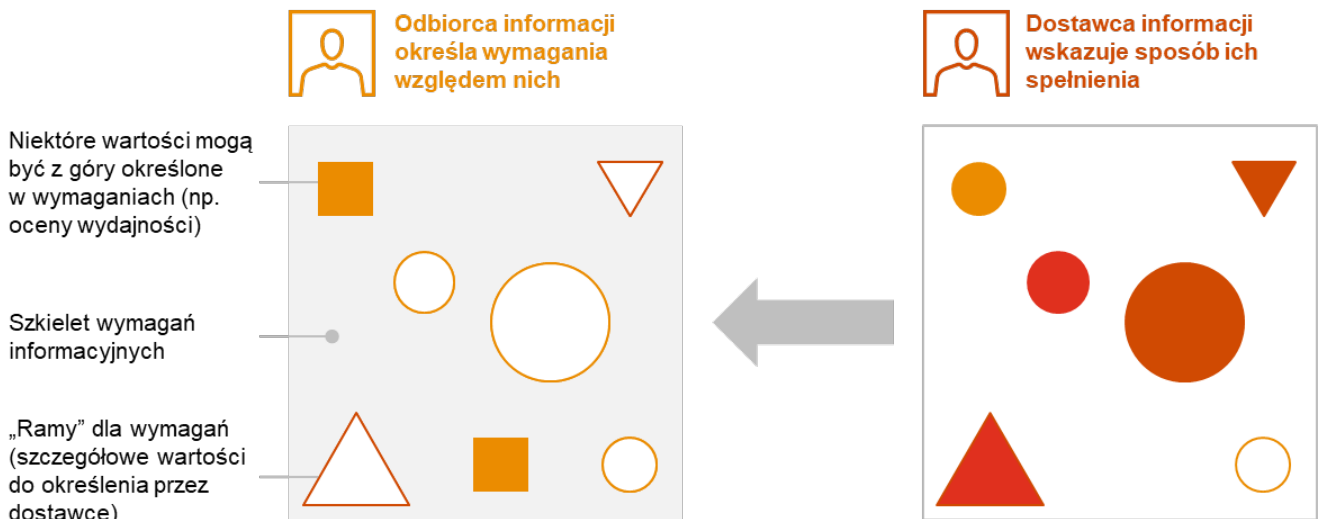 Odbiorca informacji
określa wymagania
względem nich
Dostawca informacji
wskazuje sposób ich
spełnienia
Niektóre wartości mogą
być z góry określone
w wymaganiach (np.
oceny wydajności)
Szkielet wymagań
informacyjnych
„Ramy” dla wymagań
(szczegółowe wartości
do określenia przez
dostawcę)